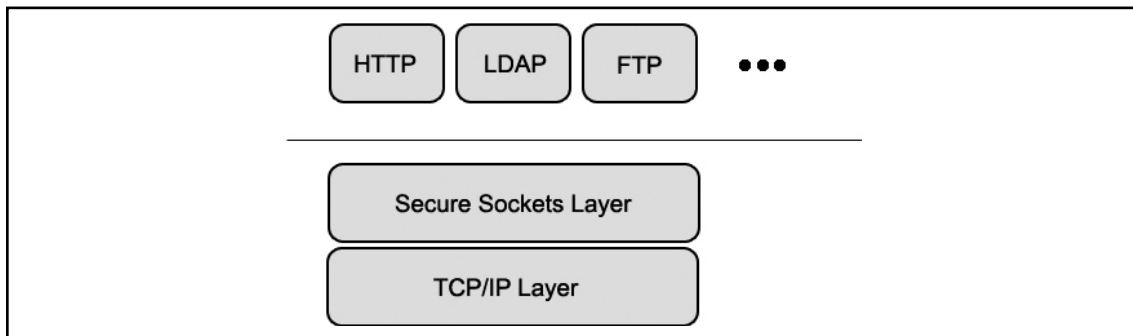 HTTP LDAP FTP •••
Secure Sockets Layer
TCP/IP Layer